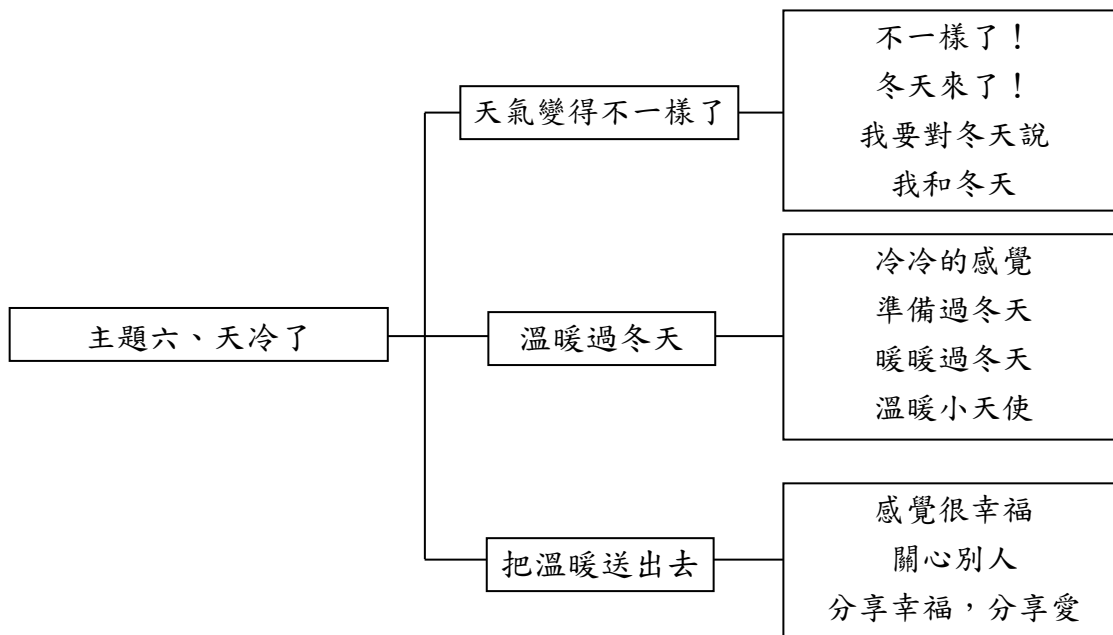 主題六、天冷了
天氣變得不一樣了
不一樣了！
冬天來了！
我要對冬天說
我和冬天
溫暖過冬天
冷冷的感覺
準備過冬天
暖暖過冬天
溫暖小天使
把溫暖送出去
感覺很幸福
關心別人
分享幸福，分享愛